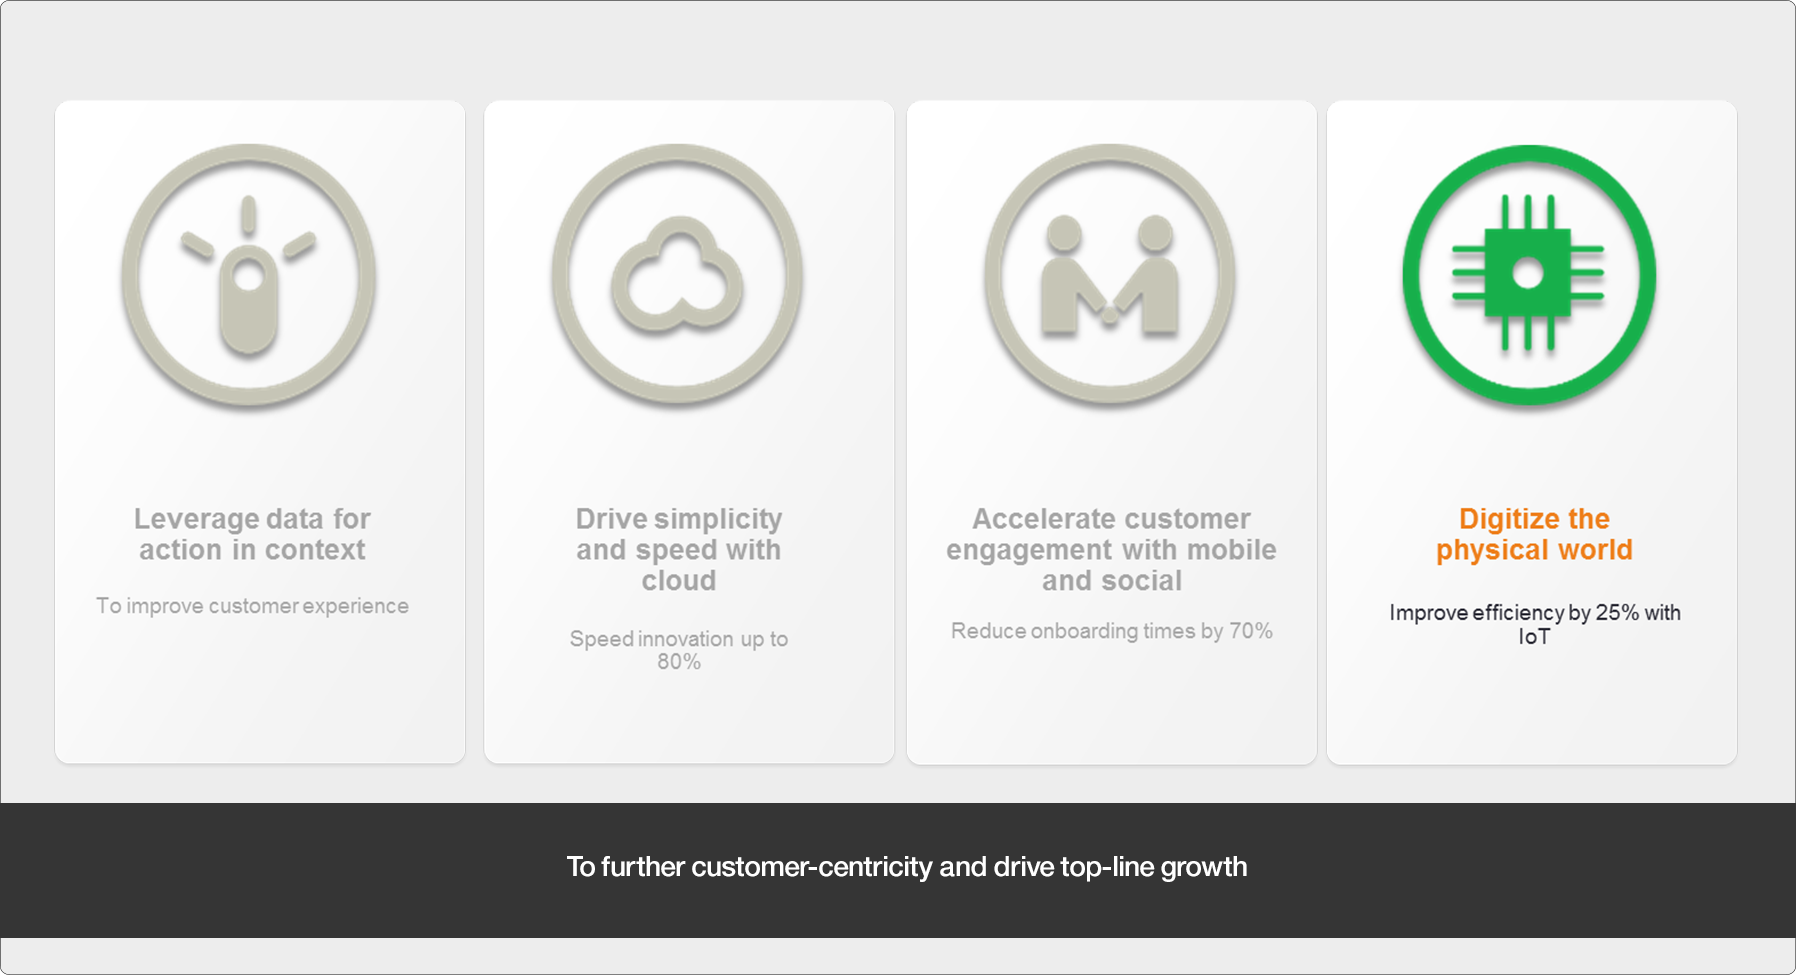 Leverage data for
action in context
To improve customer experience
Drive simplicity
and speed with
cloud
Speed innovation up to
80%
Accelerate customer
engagement with mobile
and social
Reduce onboarding times by 70%
Digitize the
physical world
Improve efficiency by 25% with
IoT
To further customer-centricity and drive top-line growth